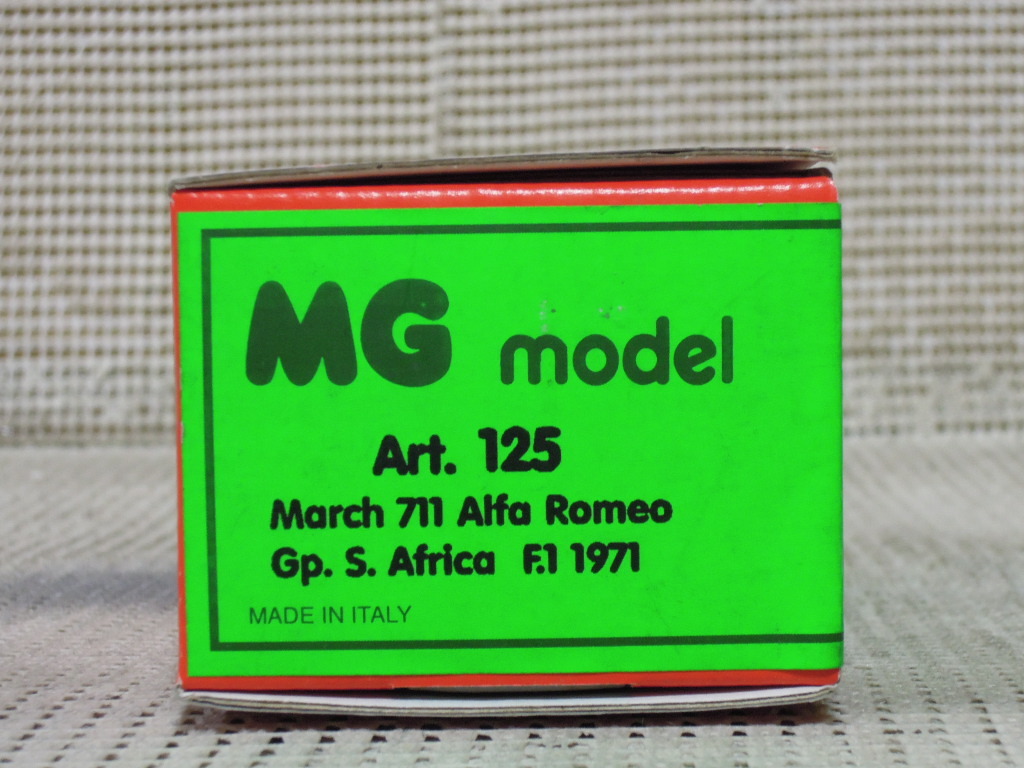 MG model
Art. 125
March 711 Alfa Romeo
Gp. S. Africa F.1 1971
MADE IN ITALY